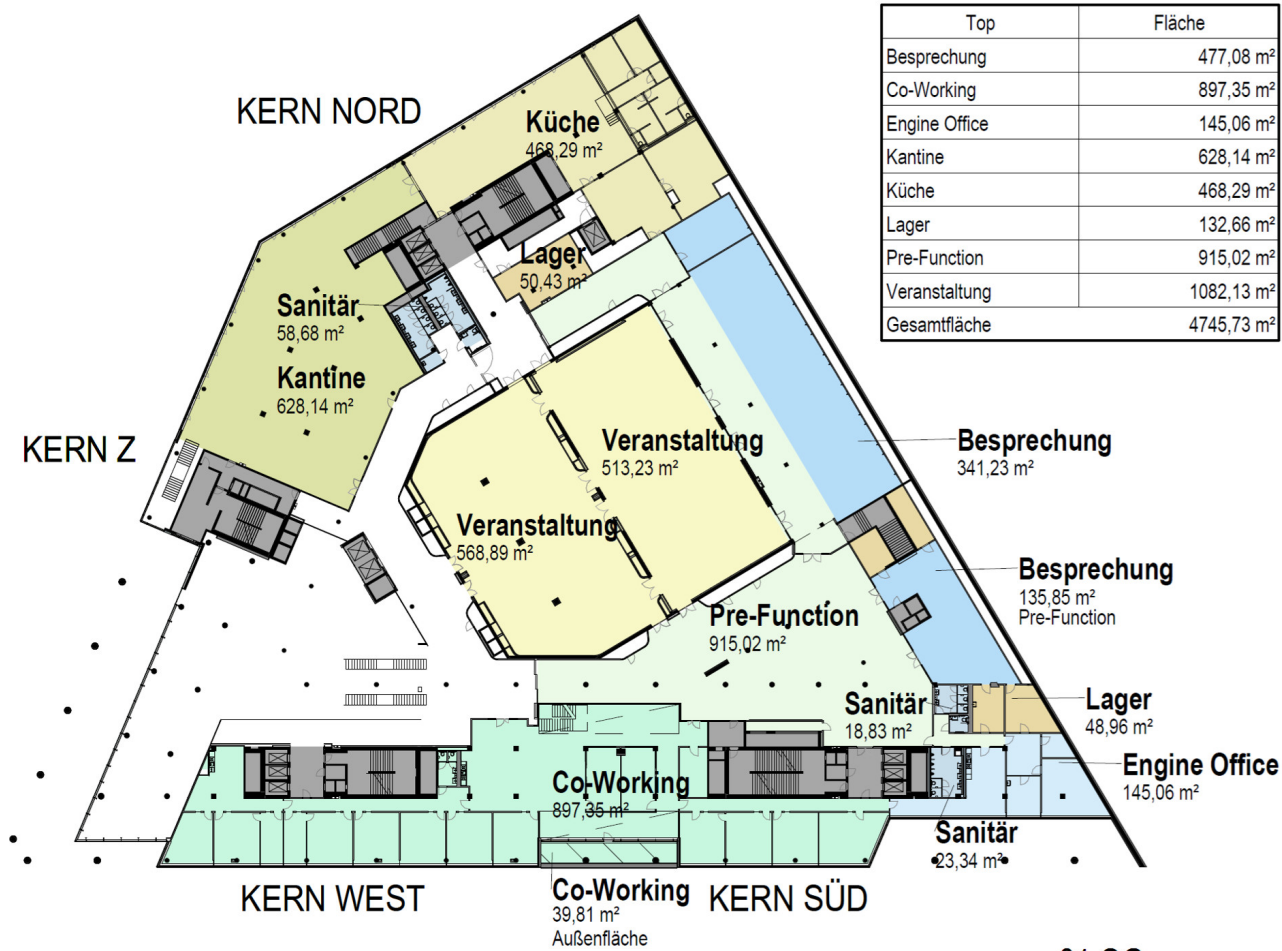 Top Fläche
Besprechung 477,08 m²
Co-Working 897,35 m²
Engine Office 145,06 m²
Kantine 628,14 m²
Küche 468,29 m²
Lager 132,66 m²
Pre-Function 915,02 m²
Veranstaltung 1082,13 m²
Gesamtfläche 4745,73 m²
KERN NORD
Küche
468,29 m²
Lager
50,43 m²
Sanitär
58,68 m²
Kantine
628,14 m²
KERN Z
Veranstaltung
513,23 m²
Besprechung
341,23 m²
Veranstaltung
568,89 m²
Besprechung
135,85 m²
Pre-Function
Pre-Function
915,02 m²
Sanitär
18,83 m²
Lager
48,96 m²
Engine Office
145,06 m²
Co-Working
897,35 m²
Sanitär
23,34 m²
KERN WEST
Co-Working
39,81 m²
Außenfläche
KERN SÜD